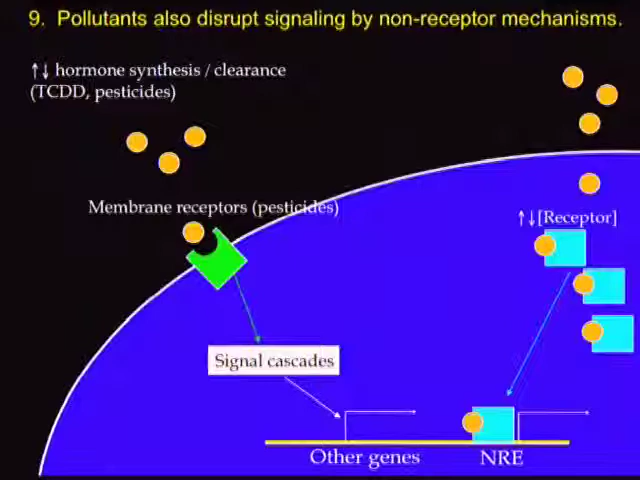 9. Pollutants also disrupt signaling by non-receptor mechanisms.
↑↓ hormone synthesis / clearance
(TCDD, pesticides)
Membrane receptors (pesticides)
↑↓[Receptor]
Signal cascades
Other genes
NRE